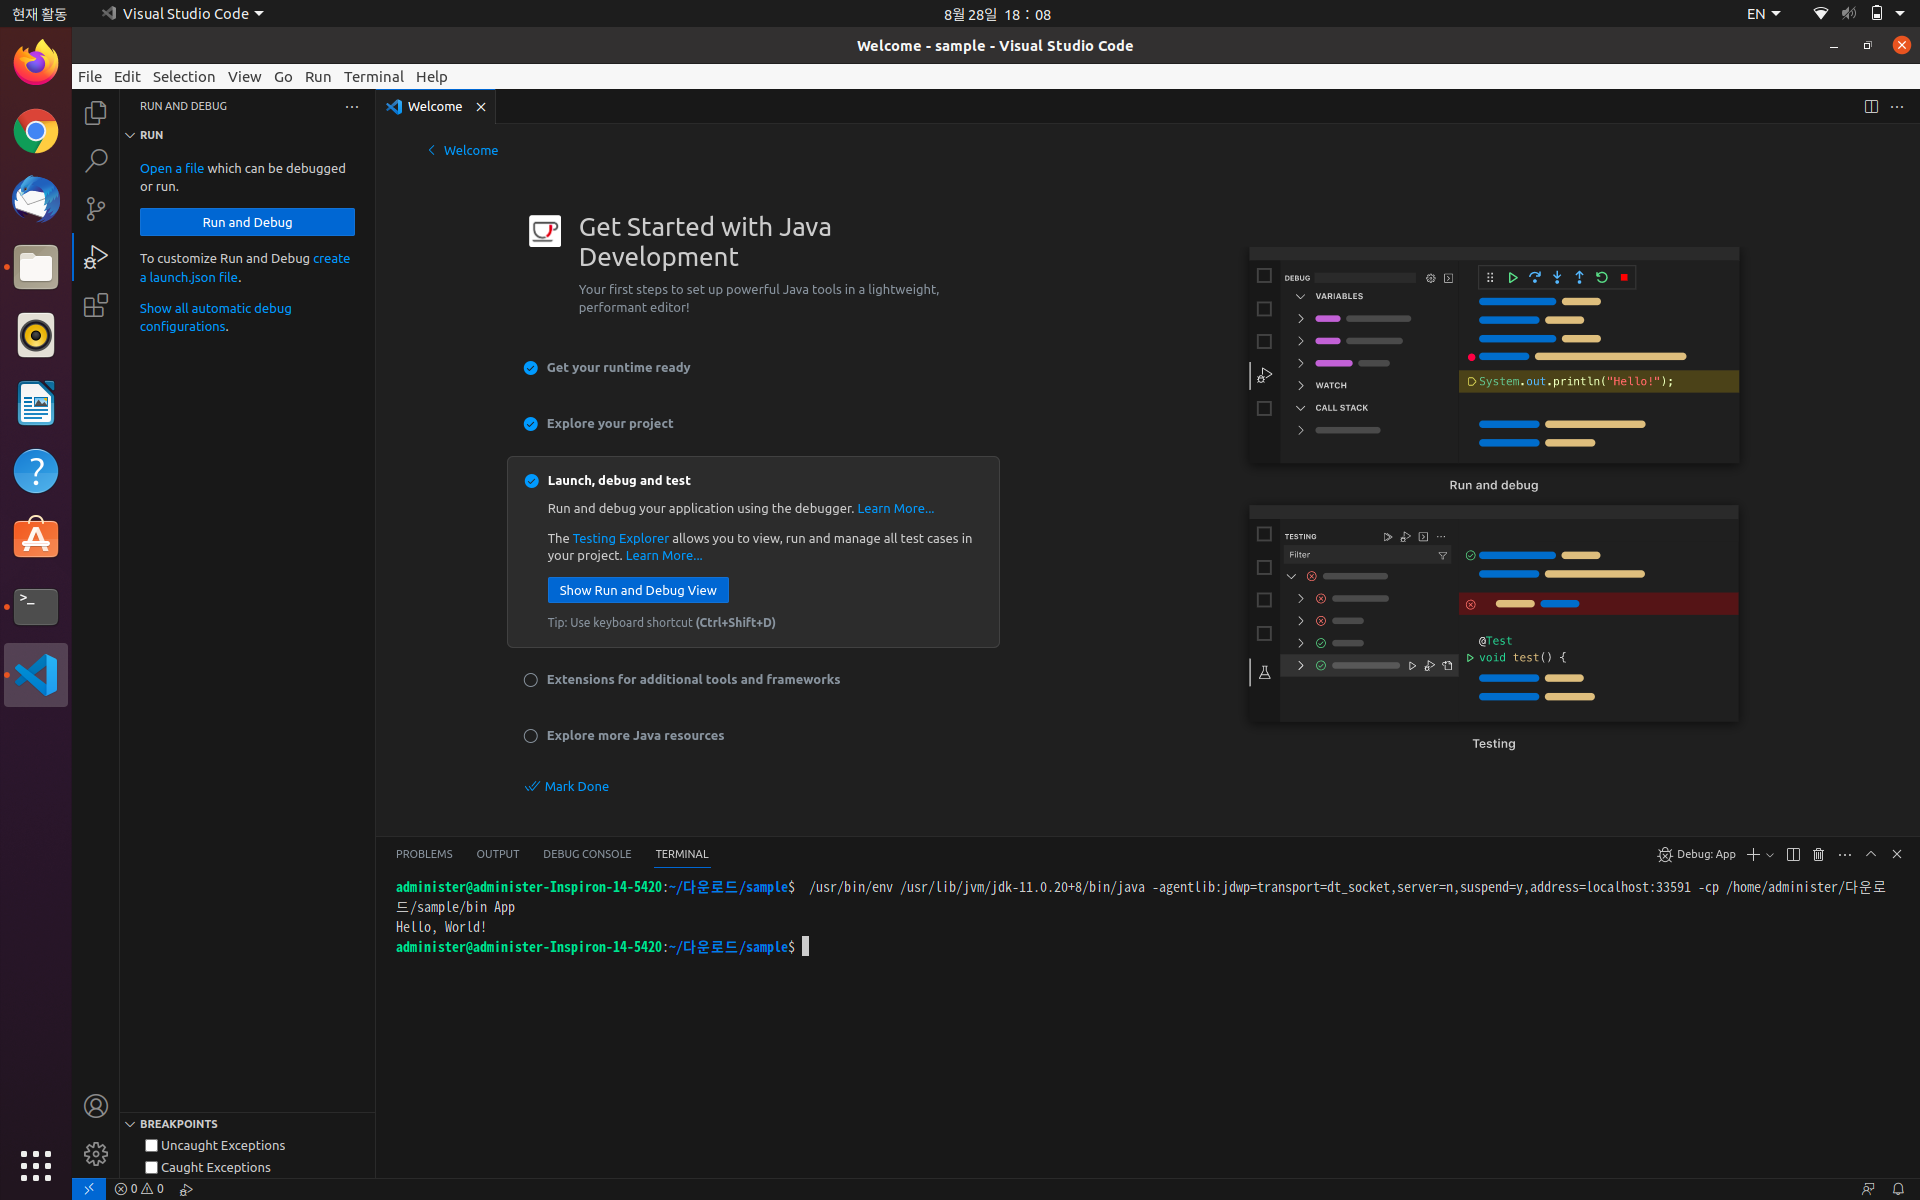 현재 활동
Visual Studio Code
8월 28일 18：08
EN
Welcome - sample - Visual Studio Code
File Edit Selection View Go Run Terminal Help
RUN AND DEBUG
RUN
Open a file which can be debugged
or run.
Run and Debug
To customize Run and Debug create
a launch.json file.
Show all automatic debug
configurations.
Welcome
Welcome
Get Started with Java
Development
Your first steps to set up powerful Java tools in a lightweight,
performant editor!
Get your runtime ready
Explore your project
Launch, debug and test
Run and debug your application using the debugger. Learn More...
The Testing Explorer allows you to view, run and manage all test cases in
your project. Learn More...
Show Run and Debug View
Tip: Use keyboard shortcut (Ctrl+Shift+D)
Extensions for additional tools and frameworks
Explore more Java resources
Mark Done
DEBUG
VARIABLES
WATCH
CALL STACK
System.out.println("Hello!");
Run and debug
TESTING
Filter
@Test
void test() {
Testing
PROBLEMS OUTPUT DEBUG CONSOLE TERMINAL
Debug: App
administer@administer-Inspiron-14-5420:~/다운로드/sample$  /usr/bin/env /usr/lib/jvm/jdk-11.0.20+8/bin/java -agentlib:jdwp=transport=dt_socket,server=n,suspend=y,address=localhost:33591 -cp /home/administer/다운로
드/sample/bin App
Hello, World!
administer@administer-Inspiron-14-5420:~/다운로드/sample$
BREAKPOINTS
Uncaught Exceptions
Caught Exceptions
0 0